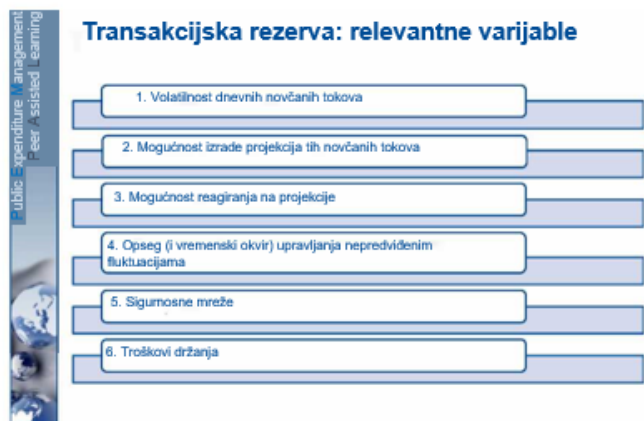 Public Expenditure Management
Peer Assisted Learning
Transakcijska rezerva: relevantne varijable
1. Volatilnost dnevnih novčanih tokova
2. Mogućnost izrade projekcija tih novčanih tokova
3. Mogućnost reagiranja na projekcije
4. Opseg (i vremenski okvir) upravljanja nepredviđenim
fluktuacijama
5. Sigurnosne mreže
6. Troškovi držanja